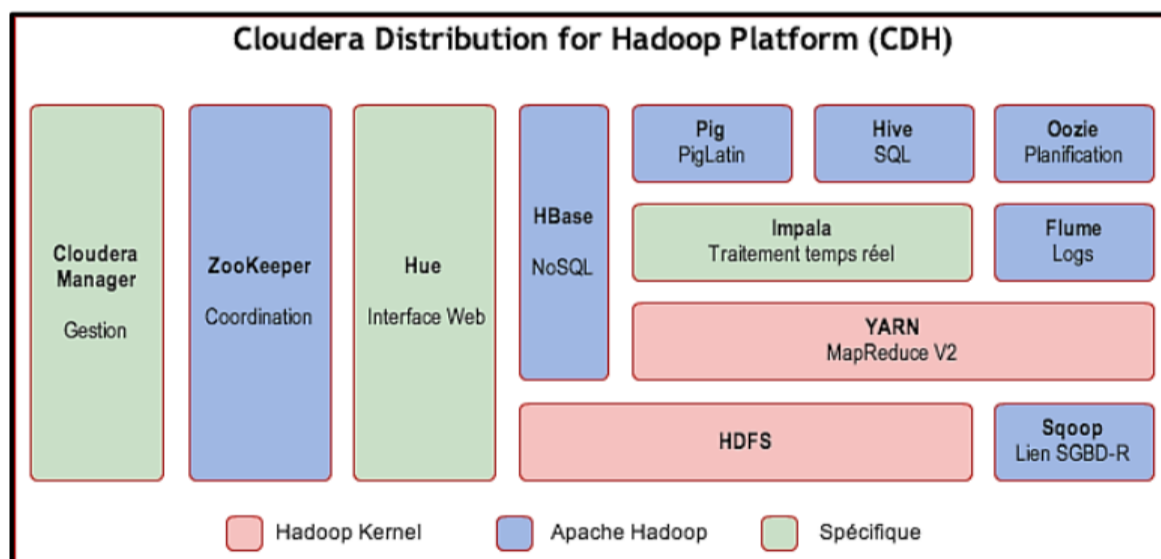 Cloudera Distribution for Hadoop Platform (CDH)
Cloudera
Manager
Gestion
ZooKeeper
Coordination
Hue
Interface Web
HBase
NoSQL
Pig
PigLatin
Hive
SQL
Oozie
Planification
Impala
Traitement temps réel
Flume
Logs
YARN
MapReduce V2
HDFS
Sqoop
Lien SGBD-R
Hadoop Kernel
Apache Hadoop
Spécifique